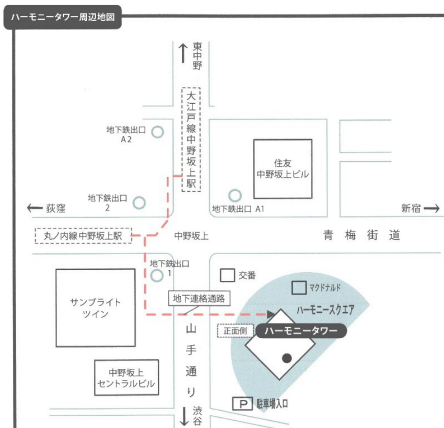 ハーモニータワー周辺地図
東中野
大江戸線中野坂上駅
地下鉄出口
A2
住友
中野坂上ビル
地下鉄出口
2
地下鉄出口 A1
荻窪
新宿
丸ノ内線中野坂上駅
中野坂上
青梅街道
地下鉄出口
1
交番
マクドナルド
サンブライト
ツイン
地下連絡通路
ハーモニースクエア
正面側
ハーモニータワー
山手通り
中野坂上
セントラルビル
P 駐車場入口
渋谷